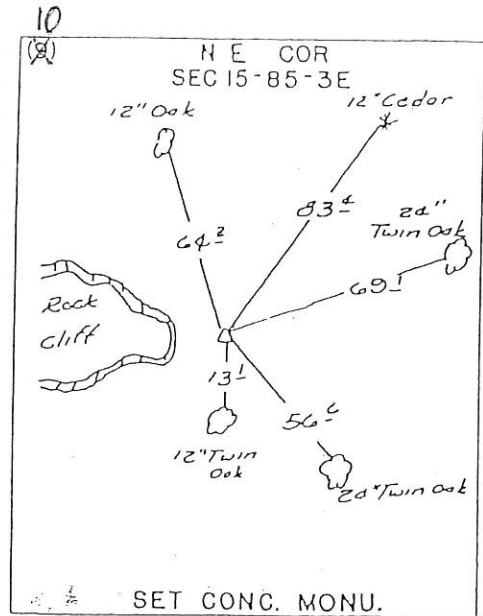 10
N E COR
SEC 15-85-3E
12" Oak
12" Cedar
83 4
24"
Twin Oak
64 2
69 1
Rock
Cliff
13 1
56 6
12" Twin
Oak
24" Twin Oak
SET CONC. MONU.